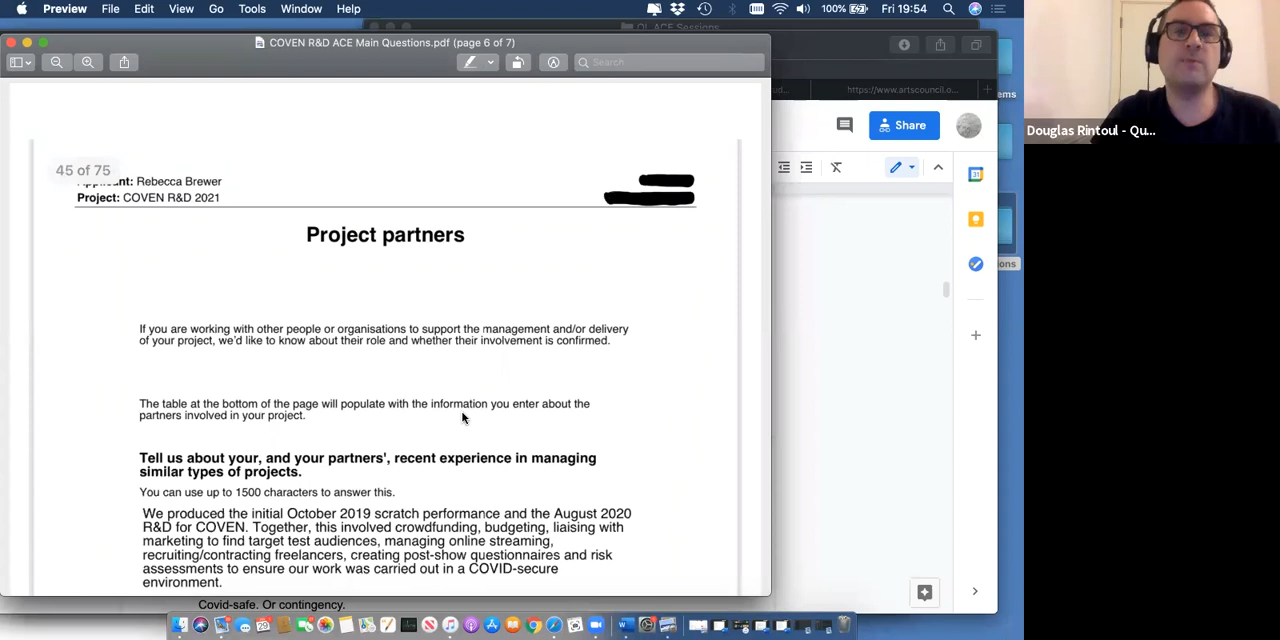 Preview File Edit View Go Tools Window Help
100% Fri 19:54
QLACE Sessions
COVEN R&D ACE Main Questions.pdf (page 6 of 7)
Search
https://www.artscouncil.o...
ems
Share
45 of 75
Applicant: Rebecca Brewer
Project: COVEN R&D 2021
Project partners
If you are working with other people or organisations to support the management and/or delivery
of your project, we'd like to know about their role and whether their involvement is confirmed.
The table at the bottom of the page will populate with the information you enter about the
partners involved in your project.
Tell us about your, and your partners', recent experience in managing
similar types of projects.
You can use up to 1500 characters to answer this.
We produced the initial October 2019 scratch performance and the August 2020
R&D for COVEN. Together, this involved crowdfunding, budgeting, liaising with
marketing to find target test audiences, managing online streaming,
recruiting/contracting freelancers, creating post-show questionnaires and risk
assessments to ensure our work was carried out in a COVID-secure
environment.
Covid-safe. Or contingency.
ions
Douglas Rintoul - Qu...